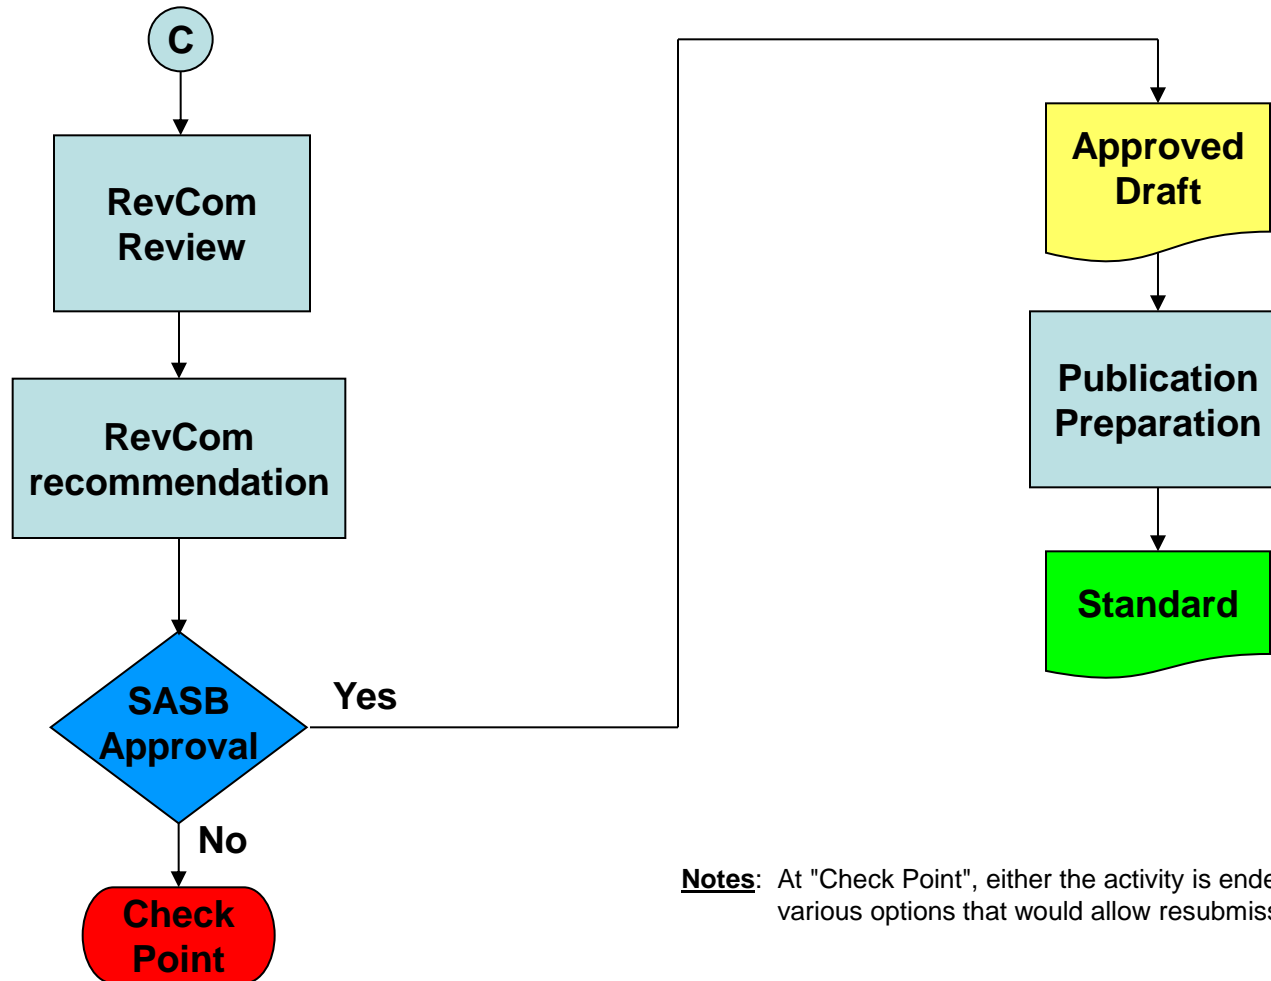 C
RevCom
Review
RevCom
recommendation
SASB
Approval
Yes
No
Check
Point
Approved
Draft
Publication
Preparation
Standard
Notes: At "Check Point", either the activity is
various options that would allow